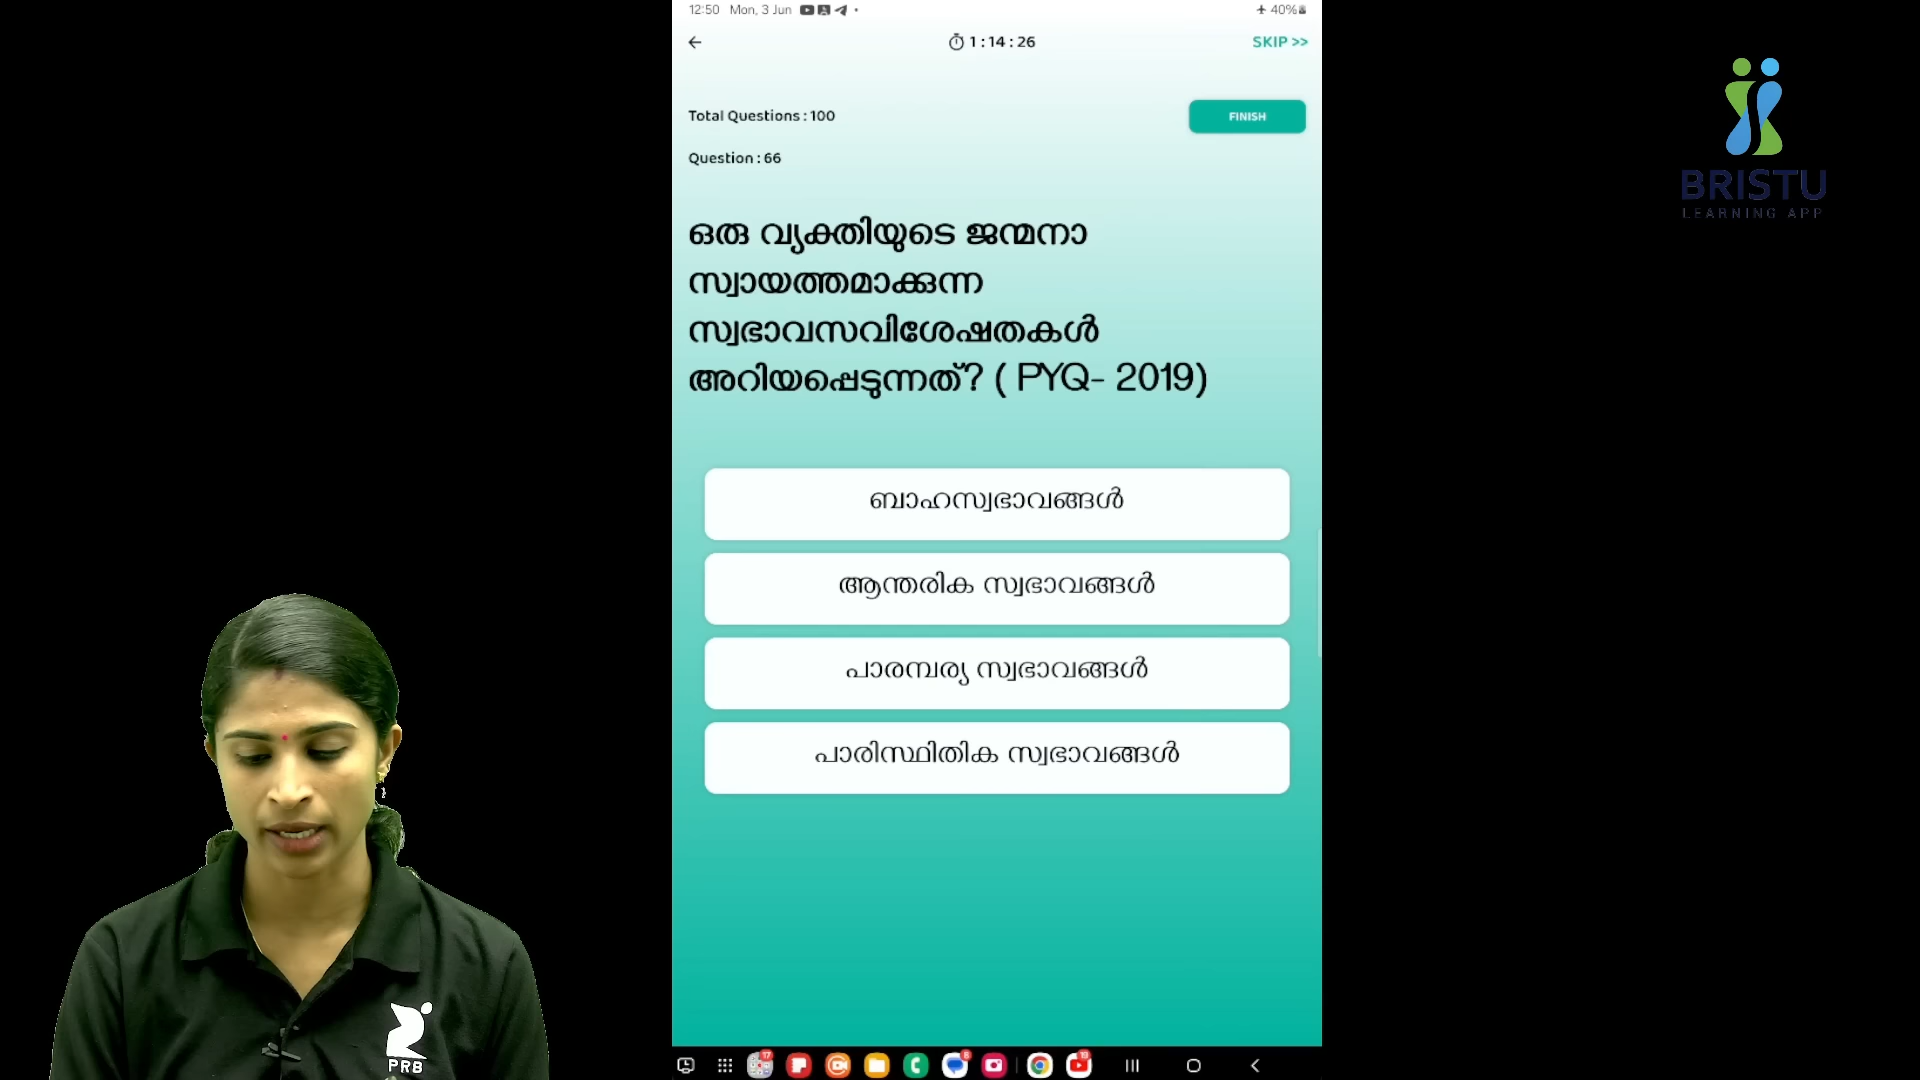 12:50 Mon, 3 Jun
40%
1 : 14 : 26
SKIP >>
Total Questions : 100
FINISH
Question : 66
ഒരു വ്യക്തിയുടെ ജന്മനാ
സ്വായത്തമാക്കുന്ന
സ്വഭാവസവിശേഷതകൾ
അറിയപ്പെടുന്നത്? ( PYQ- 2019)
ബാഹസ്വഭാവങ്ങൾ
ആന്തരിക സ്വഭാവങ്ങൾ
പാരമ്പര്യ സ്വഭാവങ്ങൾ
പാരിസ്ഥിതിക സ്വഭാവങ്ങൾ
BRISTU
LEARNING APP
PRB
17